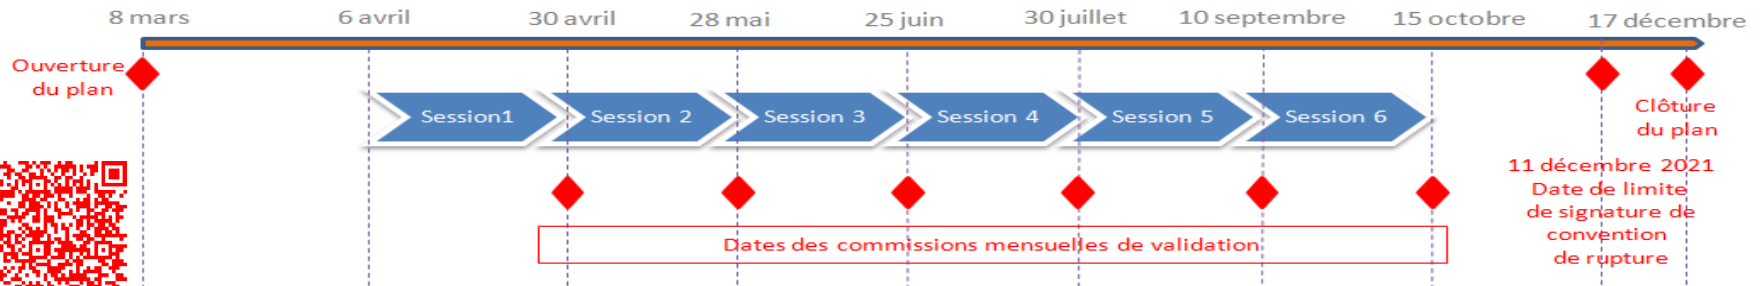 8 mars 6 avril 30 avril 28 mai 25 juin 30 juillet 10 septembre 15 octobre 17 décembre
Ouverture
du plan
Session1 Session 2 Session 3 Session 4 Session 5 Session 6
Clôture
du plan
11 décembre 2021
Date de limite
de signature de
convention
de rupture
Dates des commissions mensuelles de validation